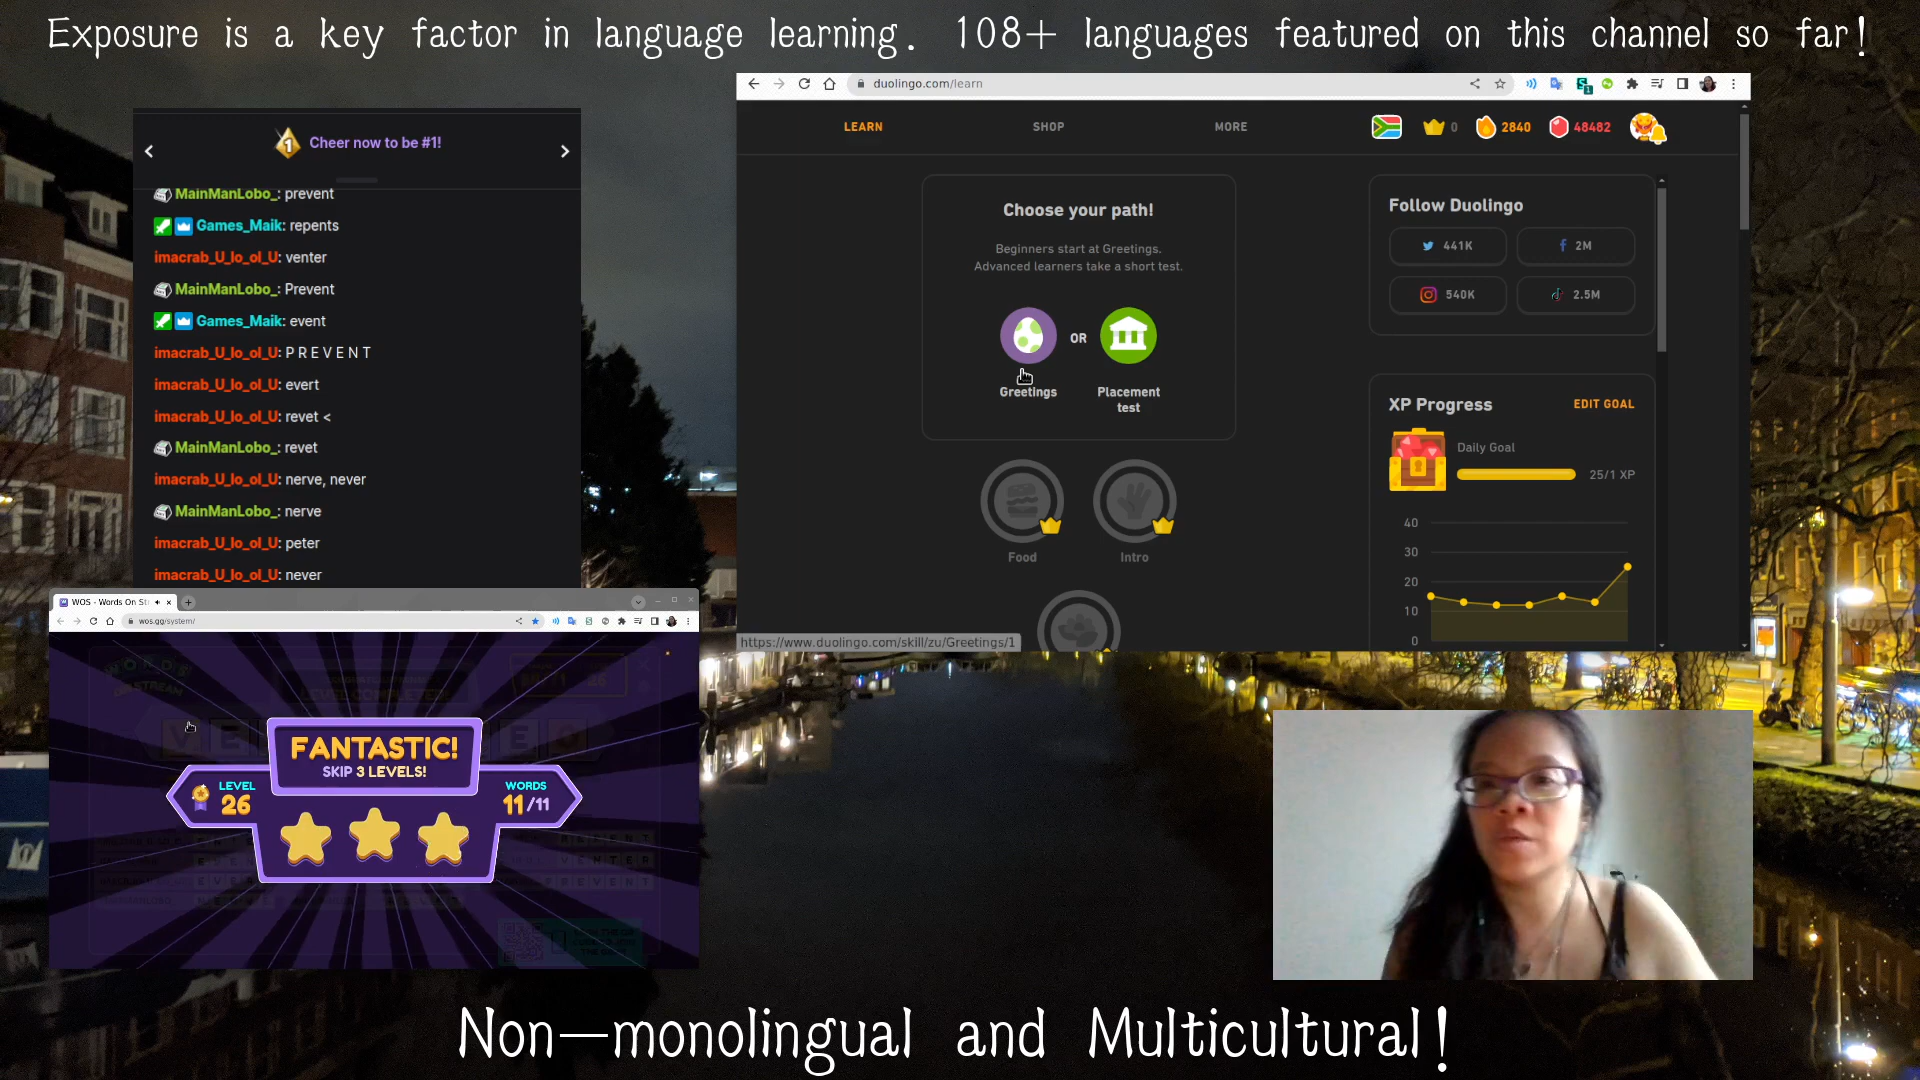 Exposure is a key factor in language learning. 108+ languages featured on this channel so far!
Cheer now to be #1!
MainManLobo_: prevent
Games_Maik: repents
imacrab_U_lo_ol_U: venter
MainManLobo_: Prevent
Games_Maik: event
imacrab_U_lo_ol_U: P R E V E N T
imacrab_U_lo_ol_U: evert
imacrab_U_lo_ol_U: revet <
MainManLobo_: revet
imacrab_U_lo_ol_U: nerve, never
MainManLobo_: nerve
imacrab_U_lo_ol_U: peter
imacrab_U_lo_ol_U: never
duolingo.com/learn
LEARN SHOP MORE 0 2840 48482
Choose your path!
Beginners start at Greetings.
Advanced learners take a short test.
OR
Greetings
Placement
test
Food Intro
Follow Duolingo
441K 2M
540K 2.5M
XP Progress EDIT GOAL
Daily Goal
25/1 XP
40
30
20
10
0
https://www.duolingo.com/skill/zu/Greetings/1
WOS - Words On St
wos.gg/system/
FANTASTIC!
SKIP 3 LEVELS!
LEVEL
26
WORDS
11/11
Non-monolingual and Multicultural!